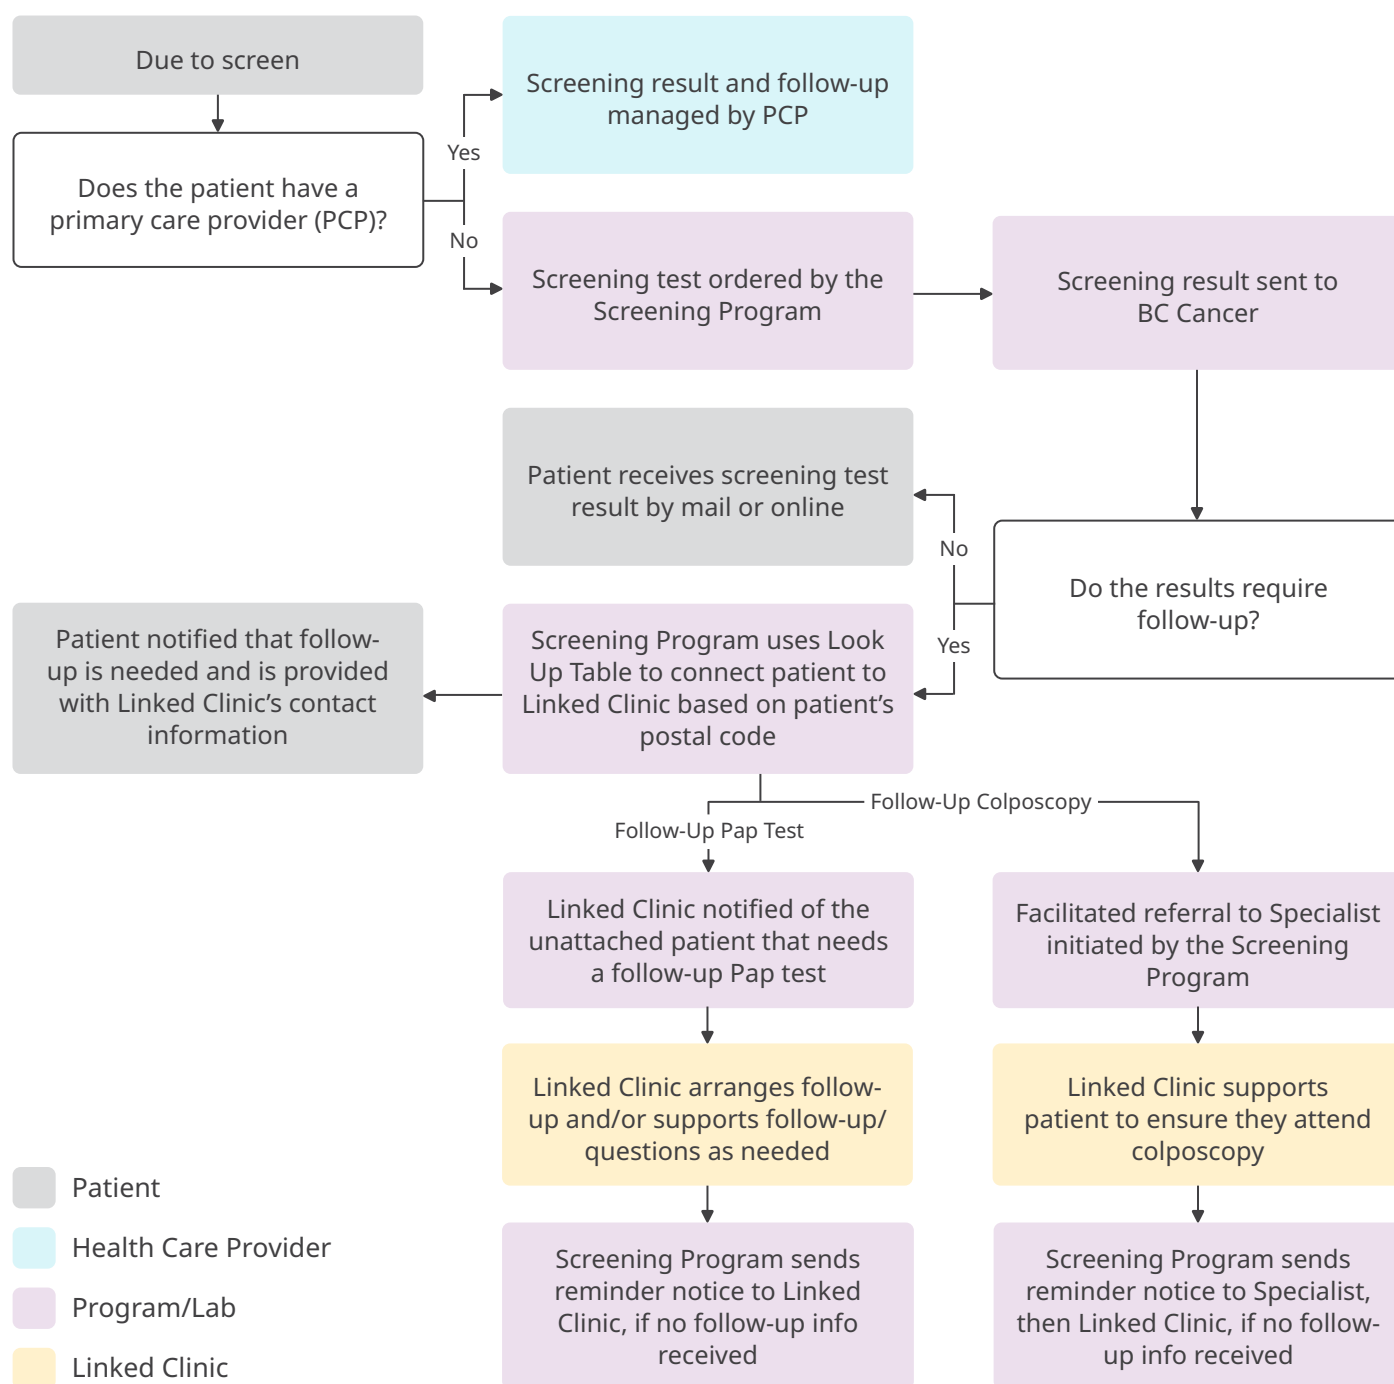 Due to screen
Does the patient have a
primary care provider (PCP)?
Yes
No
Screening result and follow-up
managed by PCP
Screening test ordered by the
Screening Program
Screening result sent to
BC Cancer
Do the results require
follow-up?
No
Yes
Patient receives screening test
result by mail or online
Screening Program uses Look
Up Table to connect patient to
Linked Clinic based on patient’s
postal code
Patient notified that follow-
up is needed and is provided
with Linked Clinic’s contact
information
Follow-Up Colposcopy
Follow-Up Pap Test
Linked Clinic notified of the
unattached patient that needs
a follow-up Pap test
Facilitated referral to Specialist
initiated by the Screening
Program
Linked Clinic arranges follow-
up and/or supports follow-up/
questions as needed
Linked Clinic supports
patient to ensure they attend
colposcopy
Screening Program sends
reminder notice to Linked
Clinic, if no follow-up info
received
Screening Program sends
reminder notice to Specialist,
then Linked Clinic, if no follow-
up info received
Patient
Health Care Provider
Program/Lab
Linked Clinic